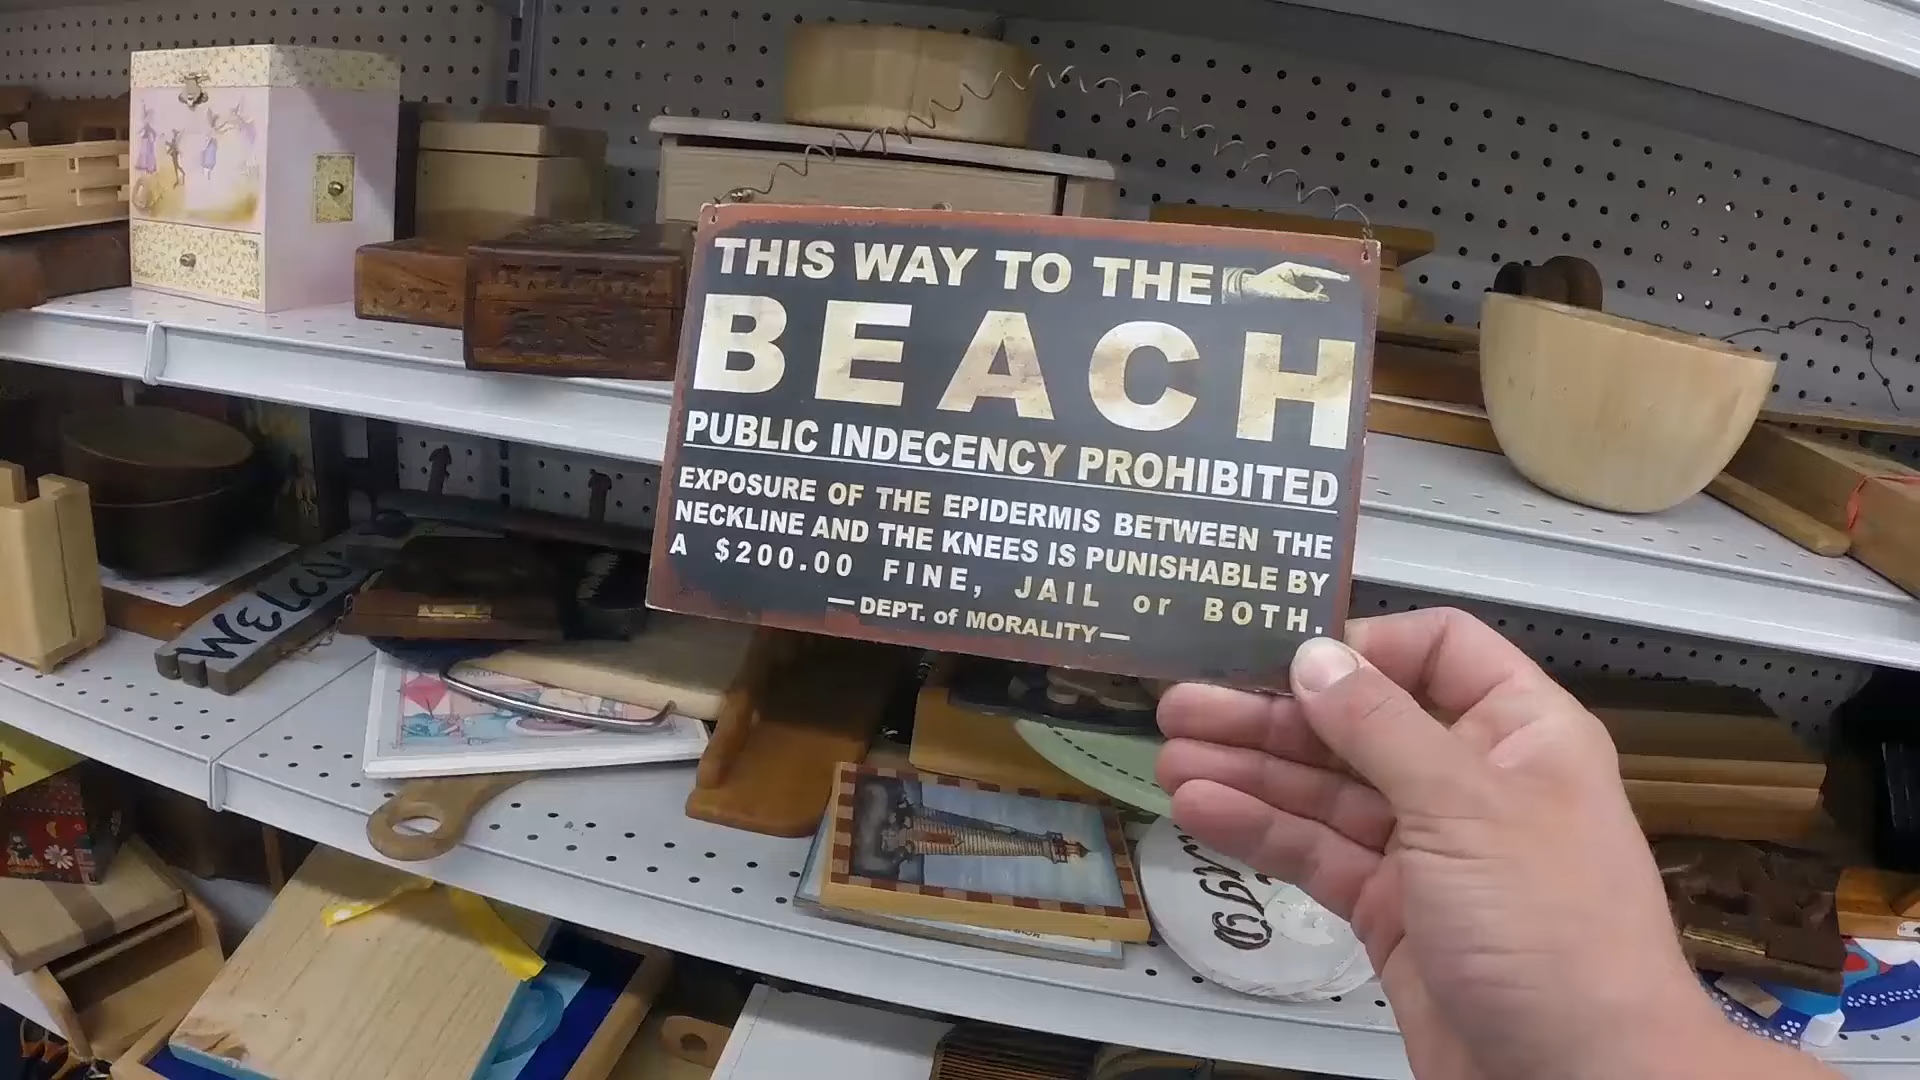 THIS WAY TO THE
BEACH
PUBLIC INDECENCY PROHIBITED
EXPOSURE OF THE EPIDERMIS BETWEEN THE
NECKLINE AND THE KNEES IS PUNISHABLE BY
A $200.00 FINE, JAIL or BOTH.
—DEPT. of MORALITY—
WELCO